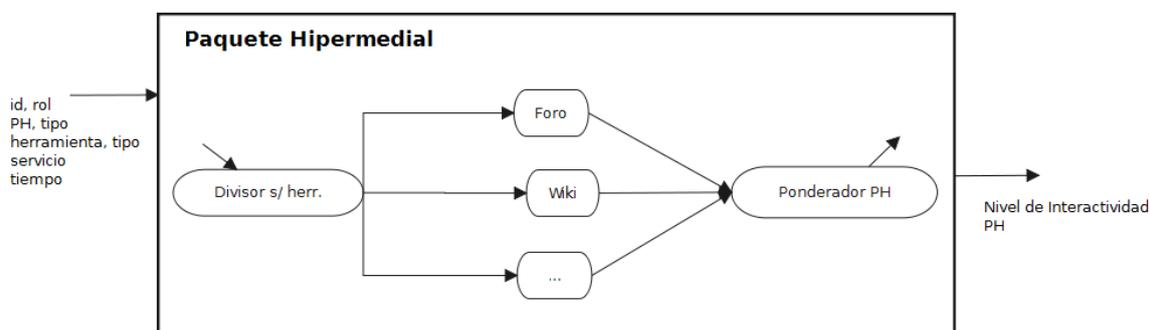 Paquete Hipermedial
id, rol
PH, tipo
herramienta, tipo
servicio
tiempo
Foro
Divisor s/ herr.
Wiki
Ponderador PH
...
Nivel de Interactividad
PH